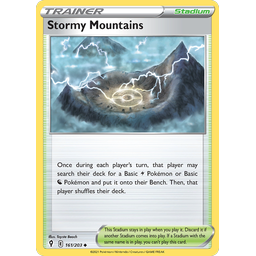 TRAINER
Stadium
Stormy Mountains
Once during each player's turn, that player may
search their deck for a Basic Pokémon or Basic
Pokémon and put it onto their Bench. Then, that
player shuffles their deck.
This Stadium stays in play when you play it. Discard it if
another Stadium comes into play. If a Stadium with the
same name is in play, you can't play this card.
Illus.
161/203